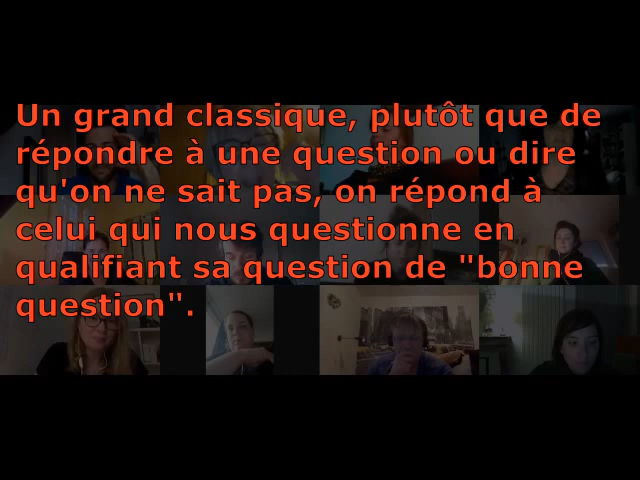 Un grand classique, plutôt que de
répondre à une question ou dire
qu'on ne sait pas, on répond à
celui qui nous questionne en
qualifiant sa question de "bonne
question".